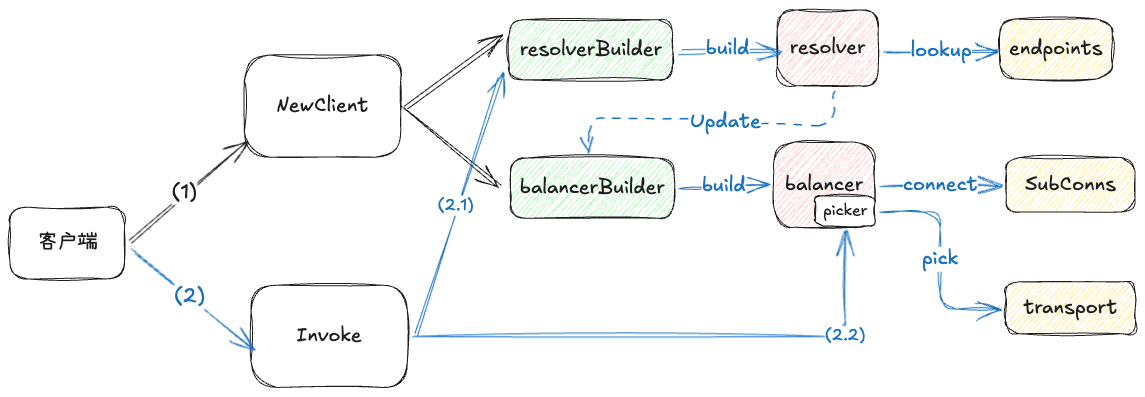 resolverBuilder
build
resolver
lookup
endpoints
NewClient
Update
(1)
balancerBuilder
build
balancer
picker
connect
SubConns
(2.1)
客户端
pick
(2)
transport
Invoke
(2.2)